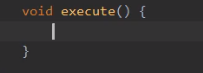 void execute() {
}